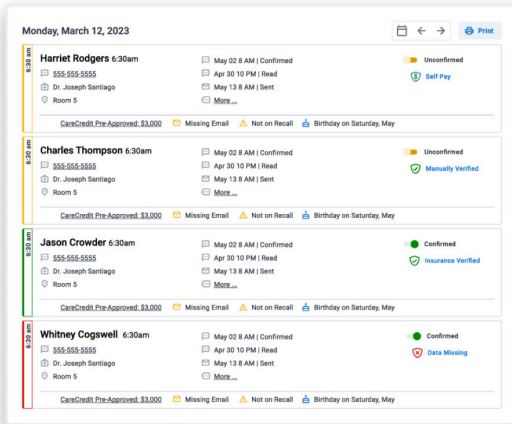 Monday, March 12, 2023
Print
6:30 am
Harriet Rodgers 6:30am
555-555-5555
Dr. Joseph Santiago
Room 5
May 02 8 AM | Confirmed
Apr 30 10 PM | Read
May 13 8 AM | Sent
More ...
Unconfirmed
Self Pay
CareCredit Pre-Approved: $3,000 Missing Email Not on Recall Birthday on Saturday, May
6:30 am
Charles Thompson 6:30am
555-555-5555
Dr. Joseph Santiago
Room 5
May 02 8 AM | Confirmed
Apr 30 10 PM | Read
May 13 8 AM | Sent
More ...
Unconfirmed
Manually Verified
CareCredit Pre-Approved: $3,000 Missing Email Not on Recall Birthday on Saturday, May
6:30 am
Jason Crowder 6:30am
555-555-5555
Dr. Joseph Santiago
Room 5
May 02 8 AM | Confirmed
Apr 30 10 PM | Read
May 13 8 AM | Sent
More ...
Confirmed
Insurance Verified
CareCredit Pre-Approved: $3,000 Missing Email Not on Recall Birthday on Saturday, May
6:30 am
Whitney Cogswell 6:30am
555-555-5555
Dr. Joseph Santiago
Room 5
May 02 8 AM | Confirmed
Apr 30 10 PM | Read
May 13 8 AM | Sent
More ...
Confirmed
Data Missing
CareCredit Pre-Approved: $3,000 Missing Email Not on Recall Birthday on Saturday, May